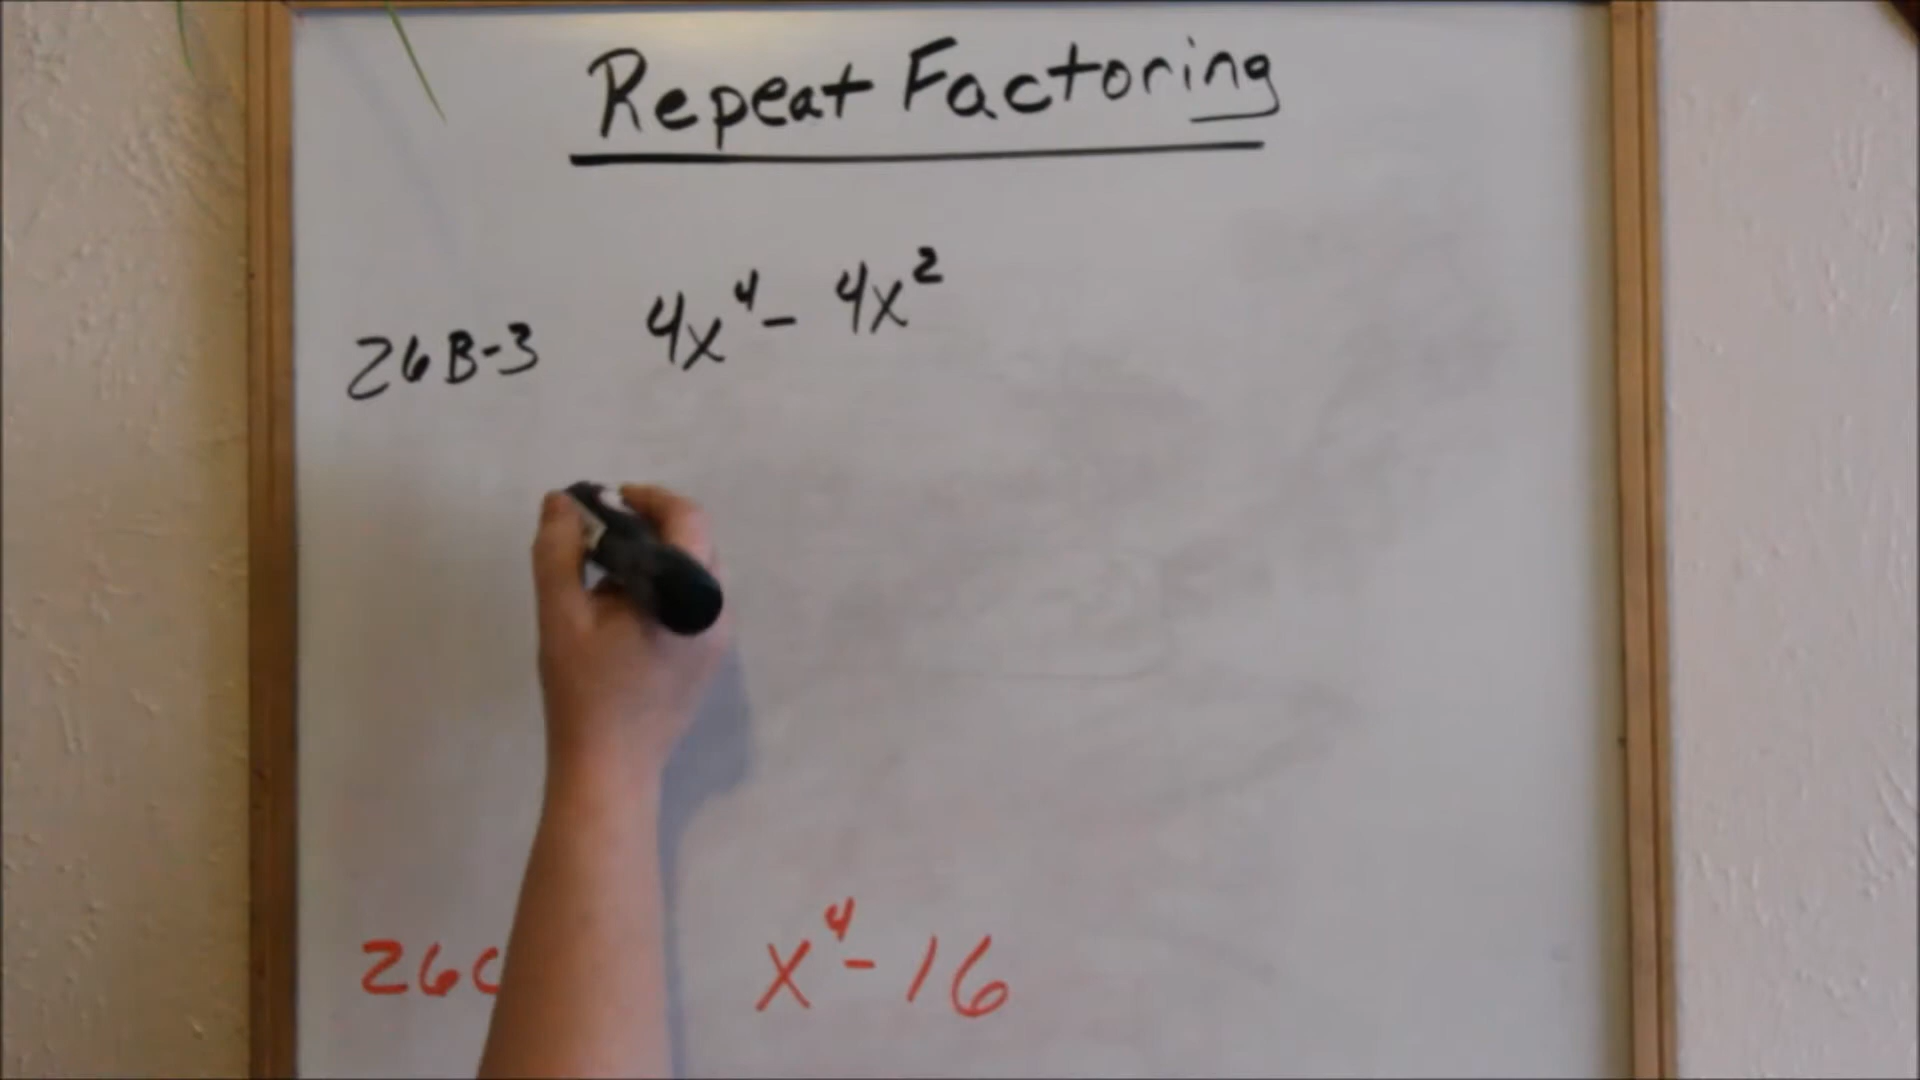 Repeat Factoring
26B-3 4x⁴ - 4x²
26C x⁴ - 16